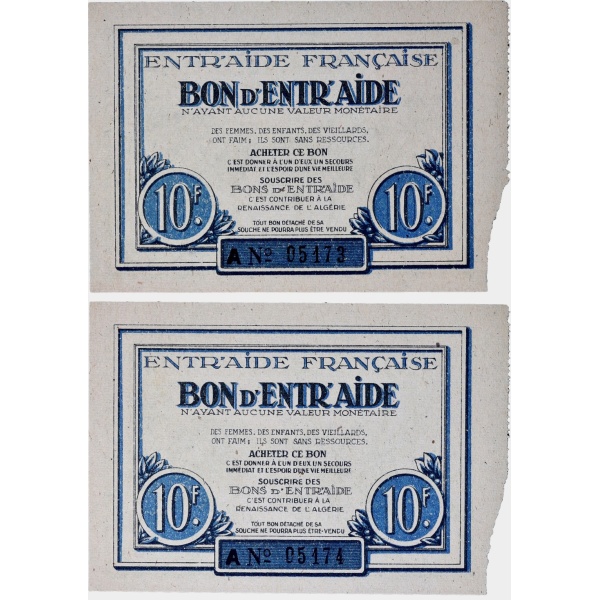 ENTR'AIDE FRANÇAISE
BON D'ENTR'AIDE
N'AYANT AUCUNE VALEUR MONÉTAIRE
DES FEMMES, DES ENFANTS, DES VIEILLARDS,
ONT FAIM; ILS SONT SANS RESSOURCES.
ACHETER CE BON
C'EST DONNER À L'UN D'EUX UN SECOURS
IMMÉDIAT ET L'ESPOIR D'UNE VIE MEILLEURE
SOUSCRIRE DES
BONS D'ENTR'AIDE
C'EST CONTRIBUER À LA
RENAISSANCE DE L'ALGÉRIE
10F. 10F.
TOUT BON DÉTACHÉ DE SA
SOUCHE NE POURRA PLUS ÊTRE VENDU
A No 05173
ENTR'AIDE FRANÇAISE
BON D'ENTR'AIDE
N'AYANT AUCUNE VALEUR MONÉTAIRE
DES FEMMES, DES ENFANTS, DES VIEILLARDS,
ONT FAIM; ILS SONT SANS RESSOURCES.
ACHETER CE BON
C'EST DONNER À L'UN D'EUX UN SECOURS
IMMÉDIAT ET L'ESPOIR D'UNE VIE MEILLEURE
SOUSCRIRE DES
BONS D'ENTR'AIDE
C'EST CONTRIBUER À LA
RENAISSANCE DE L'ALGÉRIE
10F. 10F.
TOUT BON DÉTACHÉ DE SA
SOUCHE NE POURRA PLUS ÊTRE-VENDU
A No 05174